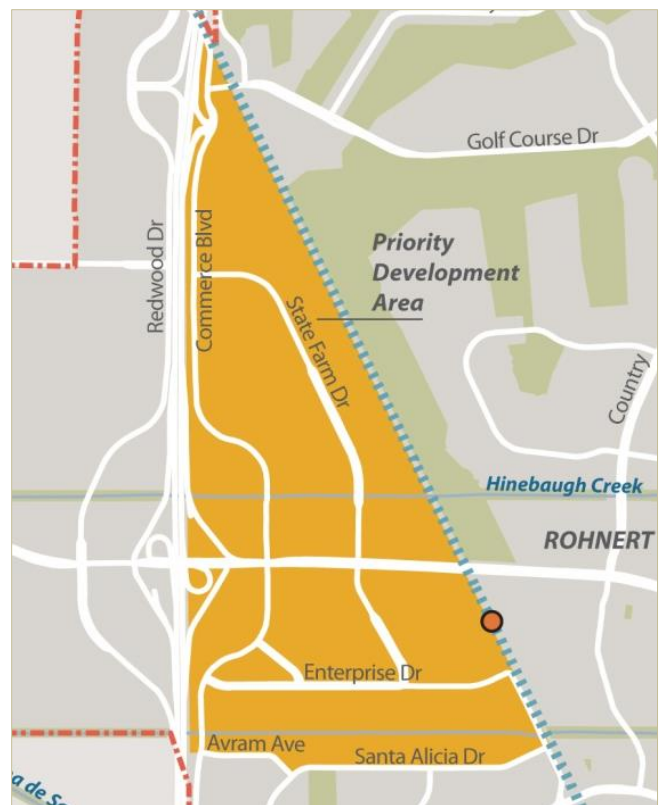 Golf Course Dr
Priority
Development
Area
Redwood Dr
Commerce Blvd
State Farm Dr
Country
Hinebaugh Creek
ROHNERT
Enterprise Dr
Avram Ave
Santa Alicia Dr
a de S